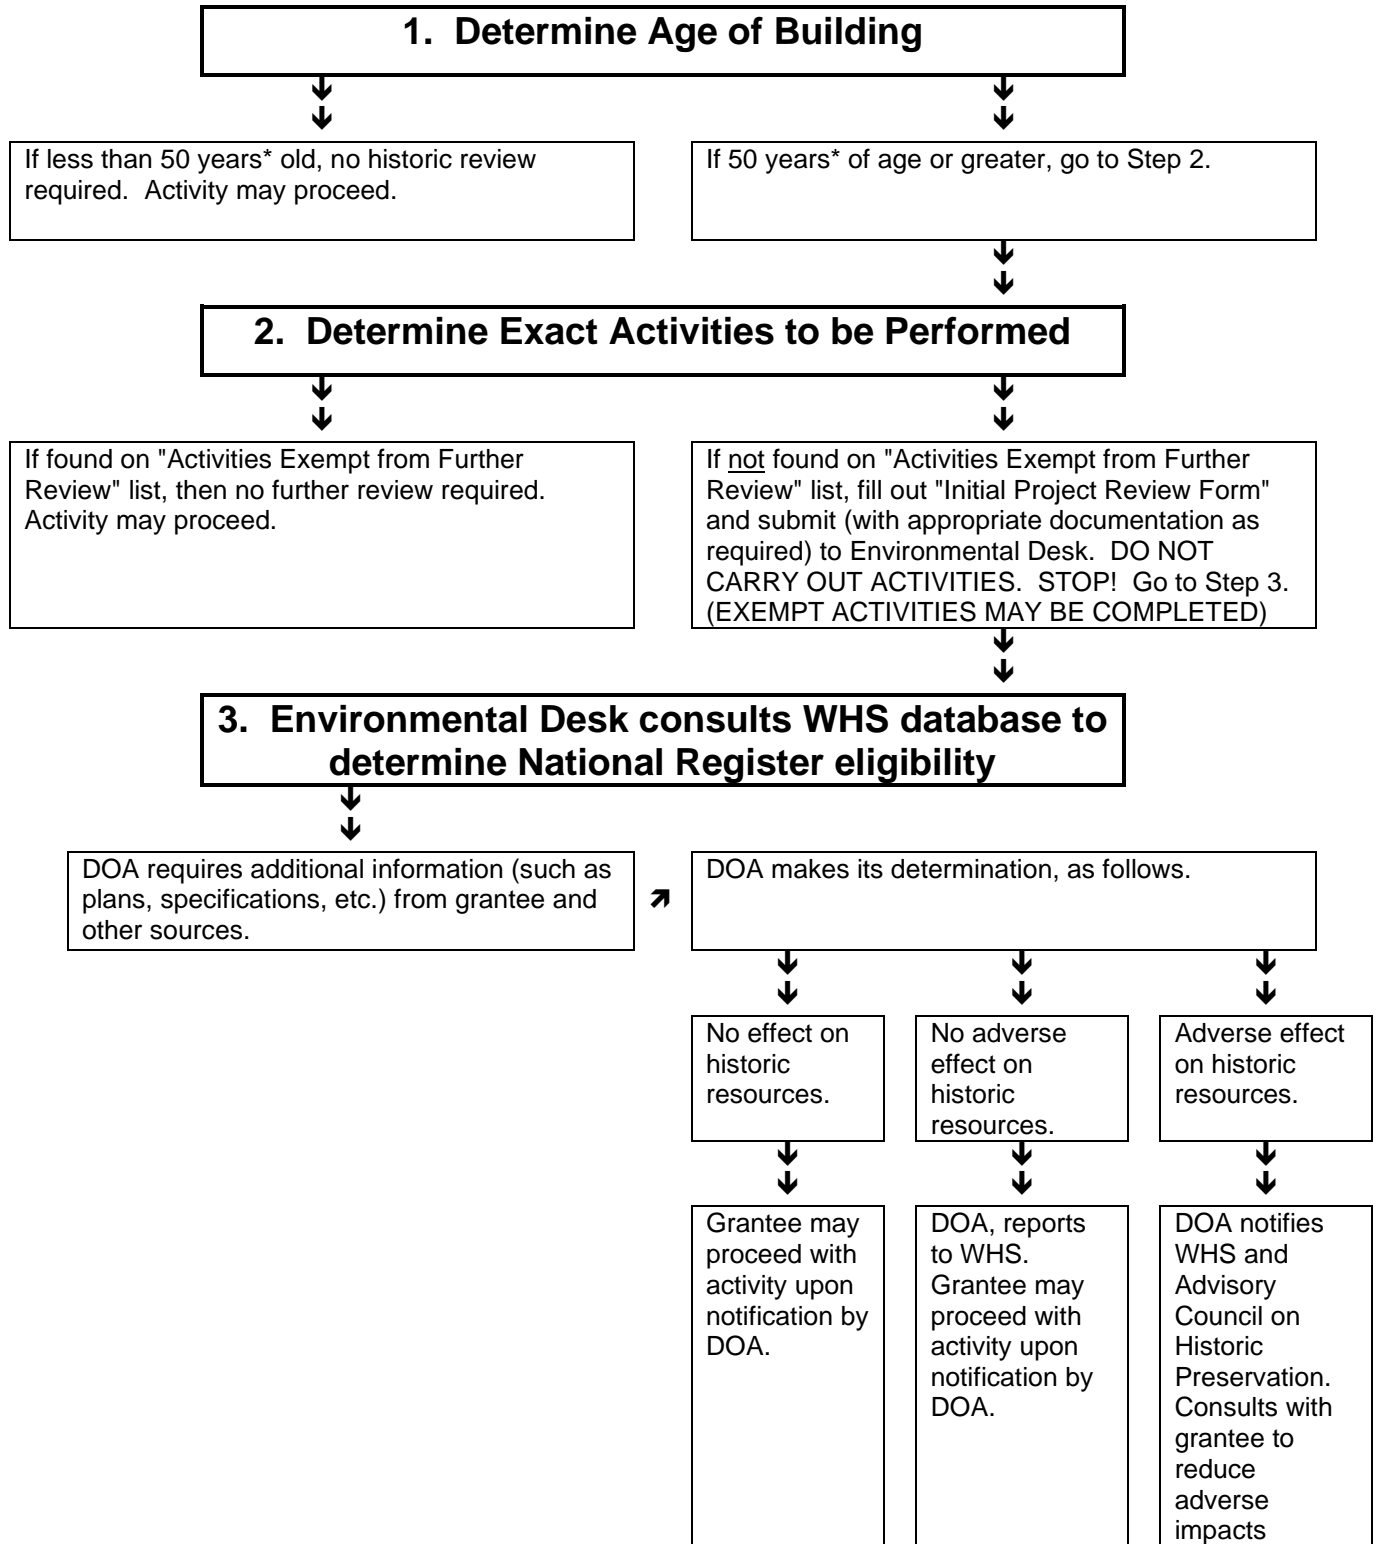 1. Determine Age of Building
If less than 50 years* old, no historic review
required. Activity may proceed.
If 50 years* of age or greater, go to Step 2.
2. Determine Exact Activities to be Performed
If found on "Activities Exempt from Further
Review" list, then no further review required.
Activity may proceed.
If not found on "Activities Exempt from Further
Review" list, fill out "Initial Project Review Form"
and submit (with appropriate documentation as
required) to Environmental Desk. DO NOT
CARRY OUT ACTIVITIES. STOP! Go to Step 3.
(EXEMPT ACTIVITIES MAY BE COMPLETED)
3. Environmental Desk consults WHS database to
determine National Register eligibility
DOA requires additional information (such as
plans, specifications, etc.) from grantee and
other sources.
DOA makes its determination, as follows.
No effect on
historic
resources.
No adverse
effect on
historic
resources.
Adverse effect
on historic
resources.
Grantee may
proceed with
activity upon
notification by
DOA.
DOA, reports
to WHS.
Grantee may
proceed with
activity upon
notification by
DOA.
DOA notifies
WHS and
Advisory
Council on
Historic
Preservation.
Consults with
grantee to
reduce
adverse
impacts